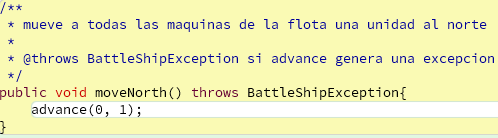 /**
* mueve a todas las maquinas de la flota una unidad al norte
*
* @throws BattleShipException si advance genera una excepcion
*/
public void moveNorth() throws BattleShipException{
advance(0, 1);
}